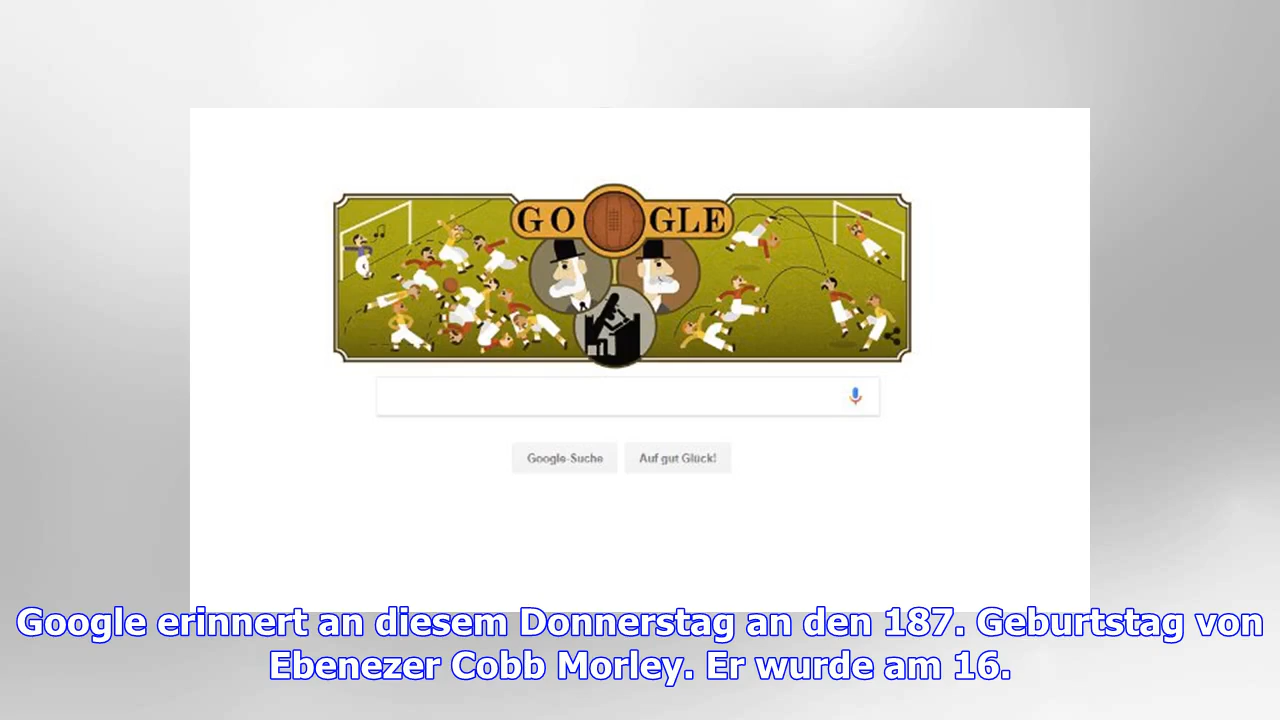 GO GLE
Google-Suche Auf gut Glück!
Google erinnert an diesem Donnerstag an den 187. Geburtstag von
Ebenezer Cobb Morley. Er wurde am 16.